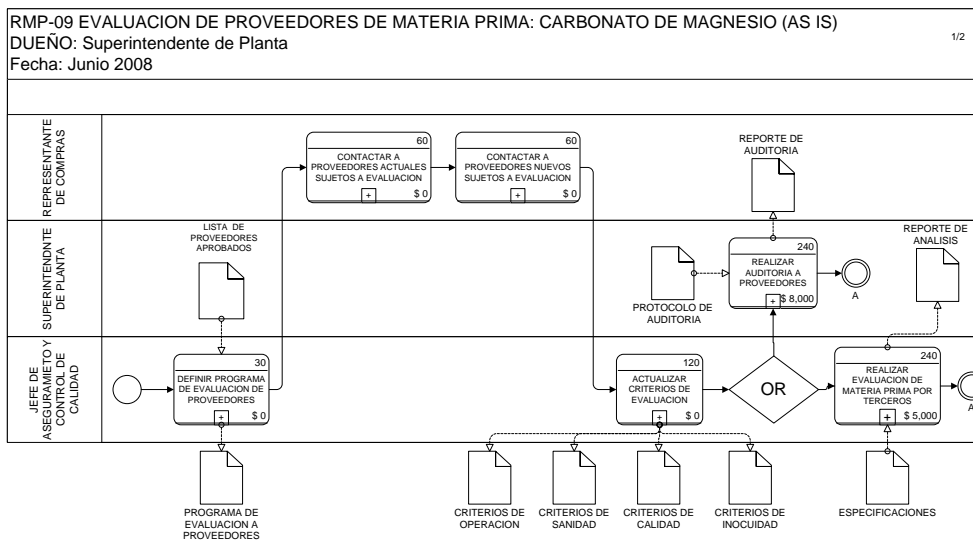 RMP-09 EVALUACION DE PROVEEDORES DE MATERIA PRIMA: CARBONATO DE MAGNESIO (AS IS)
DUEÑO: Superintendente de Planta
1/2
Fecha: Junio 2008
REPRESENTANTE
DE COMPRAS
60
CONTACTAR A
PROVEEDORES ACTUALES
SUJETOS A EVALUACION
+
$ 0
60
CONTACTAR A
PROVEEDORES NUEVOS
SUJETOS A EVALUACION
+
$ 0
REPORTE DE
AUDITORIA
SUPERINTENDNTE
DE PLANTA
LISTA DE
PROVEEDORES
APROBADOS
PROTOCOLO DE
AUDITORIA
240
REALIZAR
AUDITORIA A
PROVEEDORES
+
$ 8,000
A
REPORTE DE
ANALISIS
JEFE DE
ASEGURAMIETO Y
CONTROL DE
CALIDAD
30
DEFINIR PROGRAMA
DE EVALUACION DE
PROVEEDORES
+
$ 0
120
ACTUALIZAR
CRITERIOS DE
EVALUACION
+
$ 0
OR
240
REALIZAR
EVALUACION DE
MATERIA PRIMA POR
TERCEROS
+
$ 5,000
A
PROGRAMA DE
EVALUACION A
PROVEEDORES
CRITERIOS DE
OPERACION
CRITERIOS DE
SANIDAD
CRITERIOS DE
CALIDAD
CRITERIOS DE
INOCUIDAD
ESPECIFICACIONES